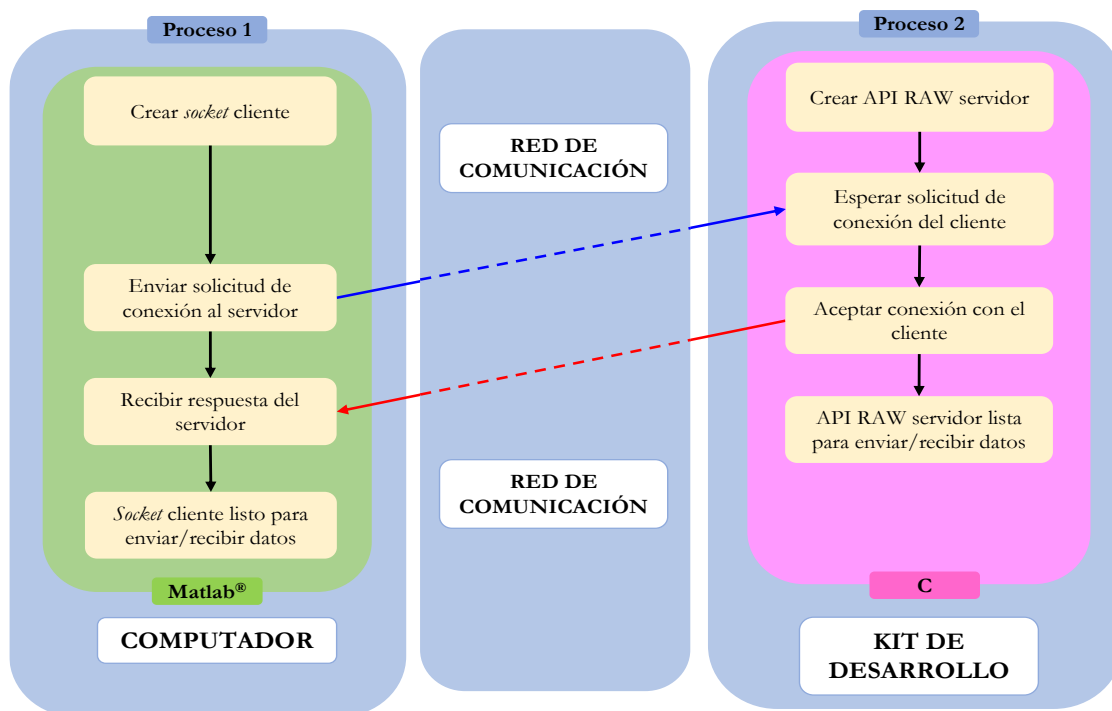 Proceso 1
Crear socket cliente
Enviar solicitud de
conexión al servidor
Recibir respuesta del
servidor
Socket cliente listo para
enviar/recibir datos
Matlab®
COMPUTADOR
RED DE
COMUNICACIÓN
RED DE
COMUNICACIÓN
Proceso 2
Crear API RAW servidor
Esperar solicitud de
conexión del cliente
Aceptar conexión con el
cliente
API RAW servidor lista
para enviar/recibir datos
C
KIT DE
DESARROLLO